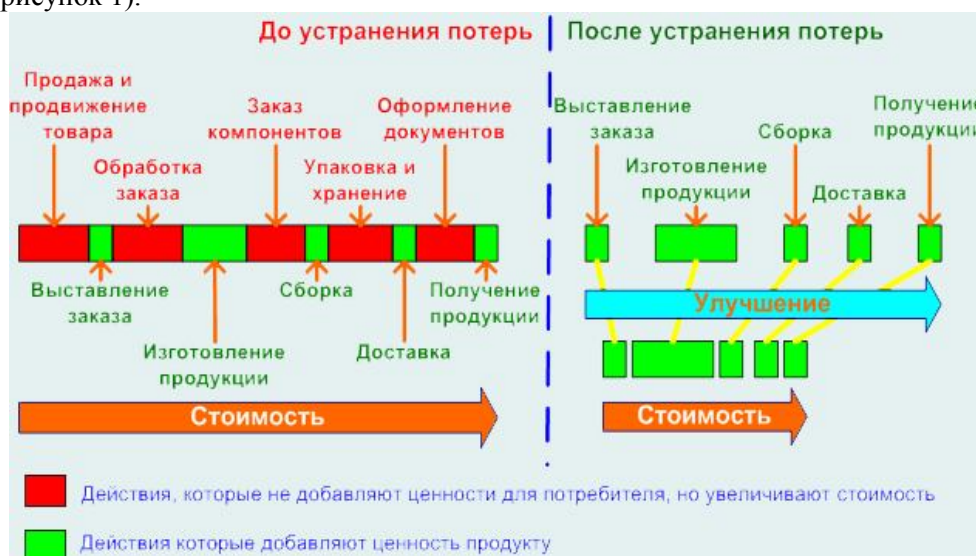 рисунок 1).
До устранения потерь
После устранения потерь
Продажа и
продвижение
товара
Заказ
компонентов
Оформление
документов
Обработка
заказа
Упаковка и
хранение
Выставление
заказа
Изготовление
продукции
Сборка
Доставка
Получение
продукции
Стоимость
Выставление
заказа
Изготовление
продукции
Сборка
Доставка
Получение
продукции
Улучшение
Стоимость
Действия, которые не добавляют ценности для потребителя, но увеличивают стоимость
Действия которые добавляют ценность продукту